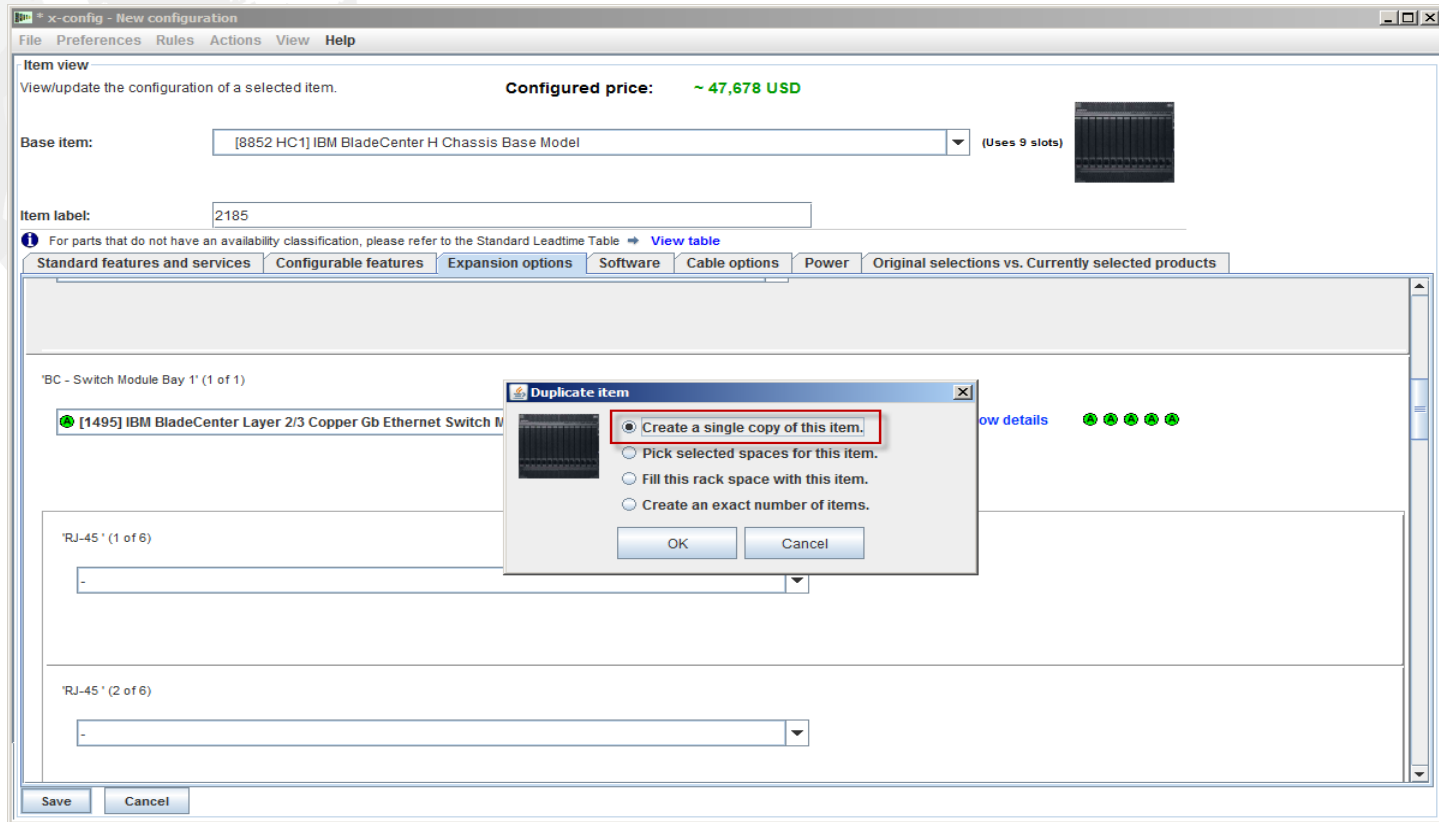 * x-config - New configuration
File Preferences Rules Actions View Help
Item view
View/update the configuration of a selected item.
Configured price: ~ 47,678 USD
Base item:
[8852 HC1] IBM BladeCenter H Chassis Base Model
(Uses 9 slots)
Item label:
2185
For parts that do not have an availability classification, please refer to the Standard Leadtime Table ➡ View table
Standard features and services
Configurable features
Expansion options
Software
Cable options
Power
Original selections vs. Currently selected products
'BC - Switch Module Bay 1' (1 of 1)
A [1495] IBM BladeCenter Layer 2/3 Copper Gb Ethernet Switch
ow details
A A A A A
Duplicate item
Create a single copy of this item.
Pick selected spaces for this item.
Fill this rack space with this item.
Create an exact number of items.
OK
Cancel
'RJ-45 ' (1 of 6)
-
'RJ-45 ' (2 of 6)
-
Save
Cancel